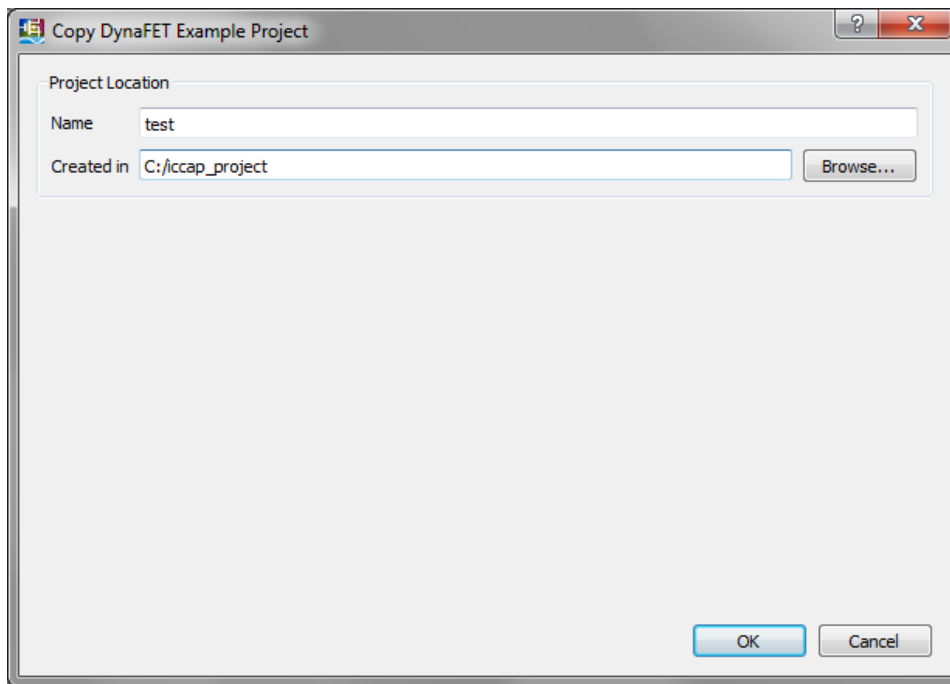 Copy DynaFET Example Project
?
X
Project Location
Name test
Created in C:/iccap_project Browse...
OK Cancel